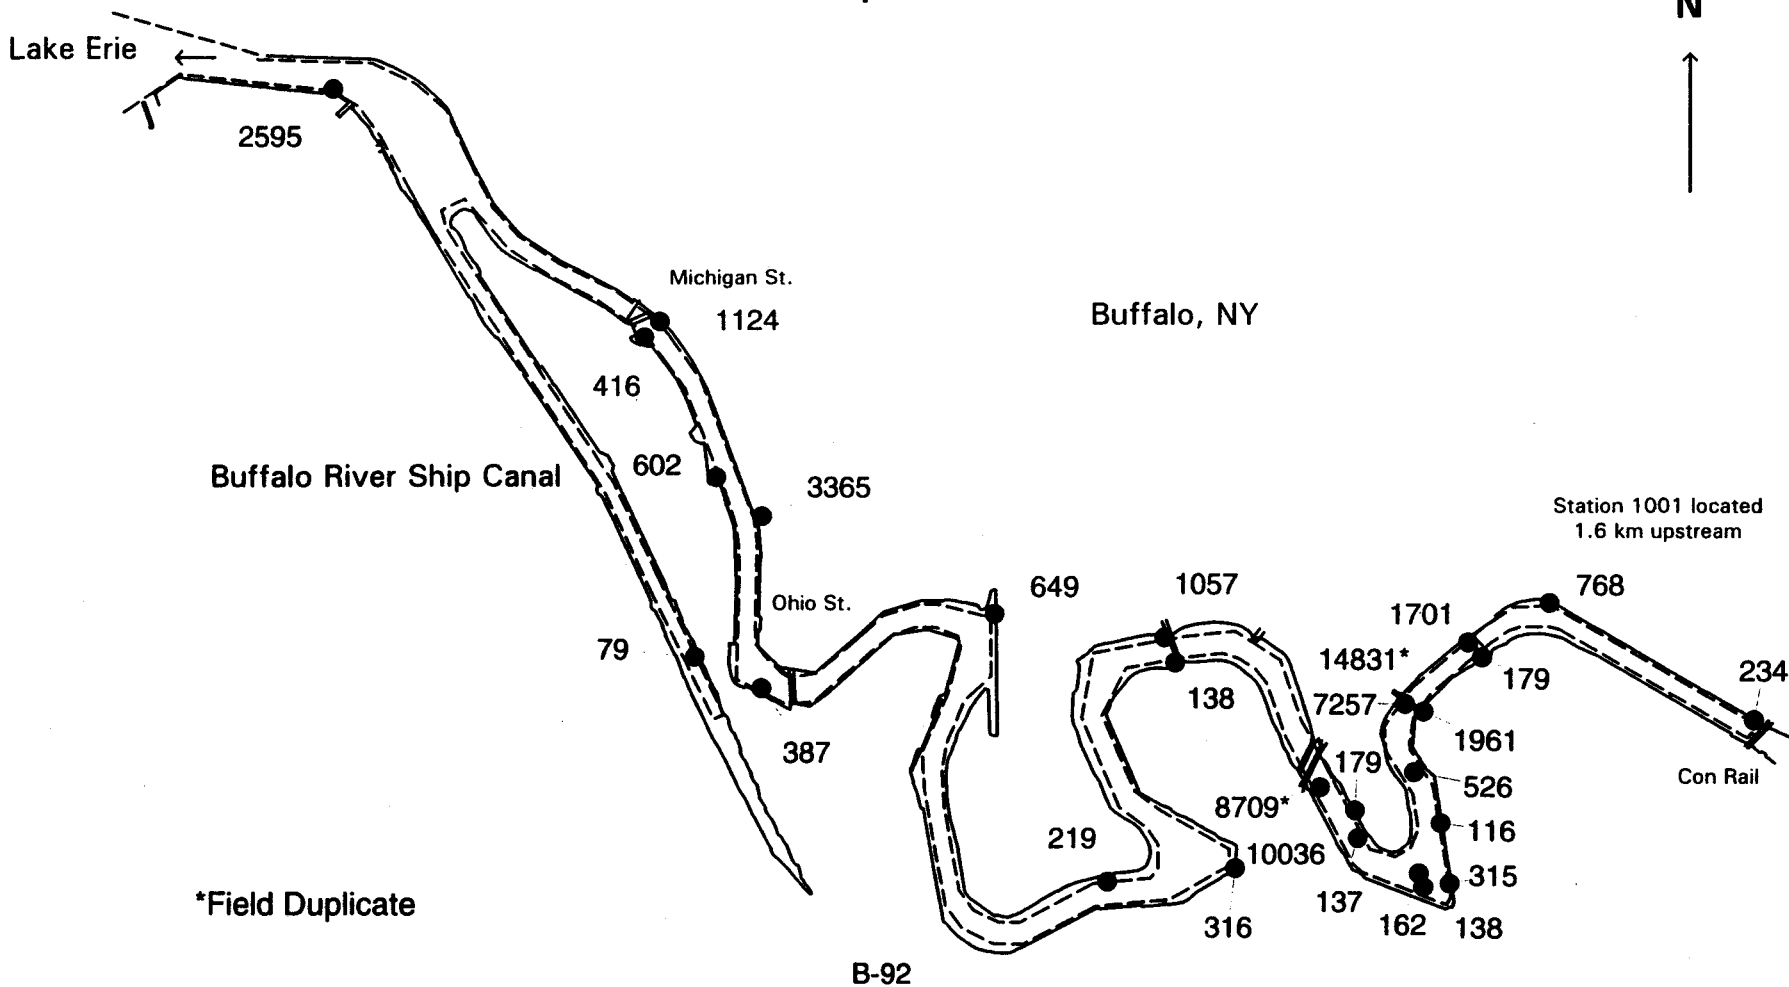 N
Lake Erie
2595
Michigan St.
1124
Buffalo, NY
416
602
Buffalo River Ship Canal
3365
Station 1001 located
1.6 km upstream
649
1057
768
Ohio St.
1701
79
14831*
179
234
138
7257
387
1961
179
Con Rail
526
8709*
116
219
10036
315
*Field Duplicate
137
316
162
138
B-92